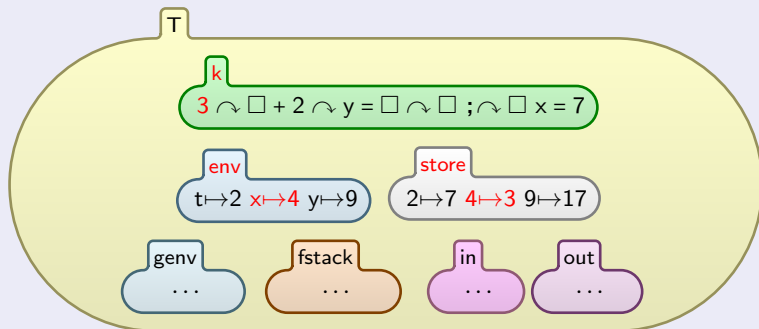 T
k
3 ↷ □ + 2 ↷ y = □ ↷ □ ; ↷ □ x = 7
env
store
t↦2 x↦4 y↦9
2↦7 4↦3 9↦17
genv
fstack
in
out
...
...
...
...